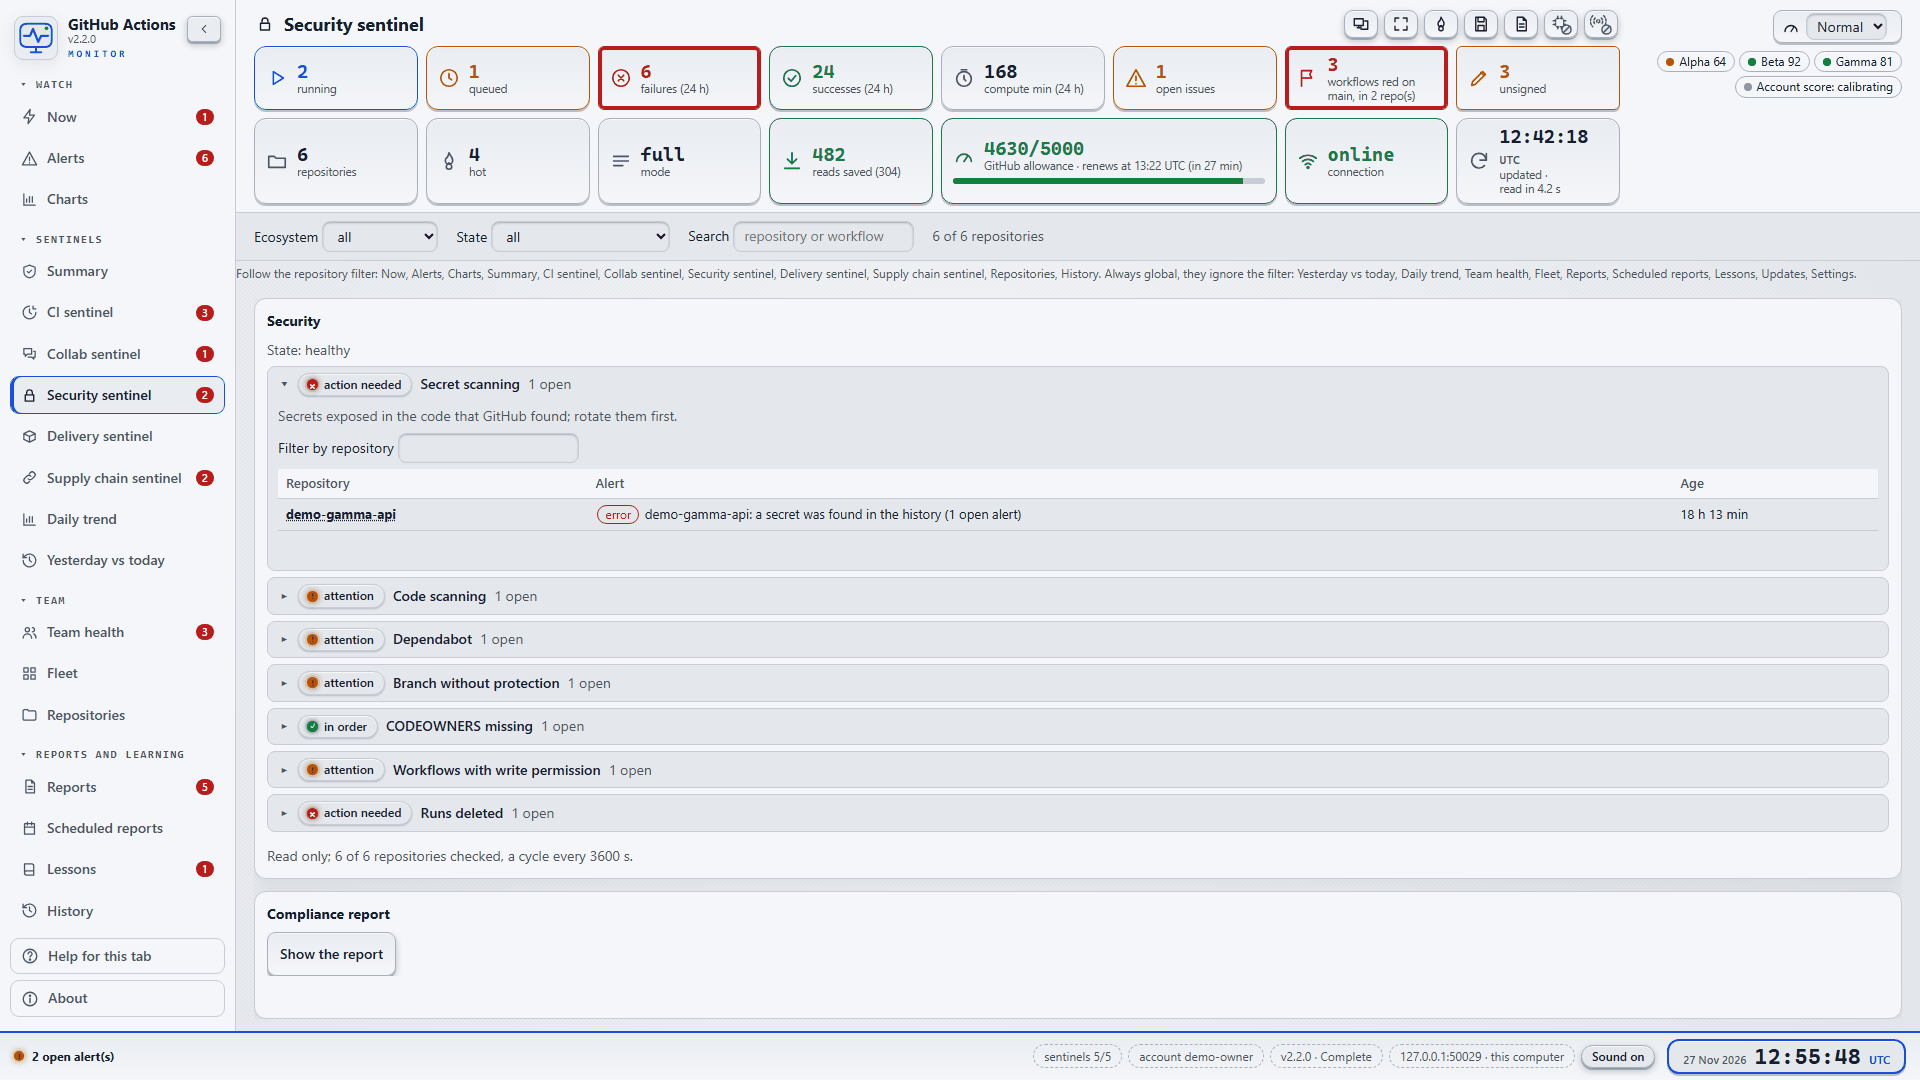 GitHub Actions
v2.2.0
MONITOR
WATCH
Now 1
Alerts 6
Charts
SENTINELS
Summary
CI sentinel 3
Collab sentinel 1
Security sentinel 2
Delivery sentinel
Supply chain sentinel 2
Daily trend
Yesterday vs today
TEAM
Team health 3
Fleet
Repositories
REPORTS AND LEARNING
Reports 5
Scheduled reports
Lessons 1
History
Help for this tab
About
Security sentinel
Normal
2
running
1
queued
6
failures (24 h)
24
successes (24 h)
168
compute min (24 h)
1
open issues
3
workflows red on
main, in 2 repo(s)
3
unsigned
Alpha 64
Beta 92
Gamma 81
Account score: calibrating
6
repositories
4
hot
full
mode
482
reads saved (304)
4630/5000
GitHub allowance · renews at 13:22 UTC (in 27 min)
online
connection
12:42:18
UTC
updated ·
read in 4.2 s
Ecosystem all
State all
Search repository or workflow
6 of 6 repositories
Follow the repository filter: Now, Alerts, Charts, Summary, CI sentinel, Collab sentinel, Security sentinel, Delivery sentinel, Supply chain sentinel, Repositories, History. Always global, they ignore the filter: Yesterday vs today, Daily trend, Team health, Fleet, Reports, Scheduled reports, Lessons, Updates, Settings.
Security
State: healthy
action needed Secret scanning 1 open
Secrets exposed in the code that GitHub found; rotate them first.
Filter by repository
Repository Alert Age
demo-gamma-api error demo-gamma-api: a secret was found in the history (1 open alert) 18 h 13 min
attention Code scanning 1 open
attention Dependabot 1 open
attention Branch without protection 1 open
in order CODEOWNERS missing 1 open
attention Workflows with write permission 1 open
action needed Runs deleted 1 open
Read only; 6 of 6 repositories checked, a cycle every 3600 s.
Compliance report
Show the report
2 open alert(s)
sentinels 5/5
account demo-owner
v2.2.0 · Complete
127.0.0.1:50029 · this computer
Sound on
27 Nov 2026 12:55:48 UTC